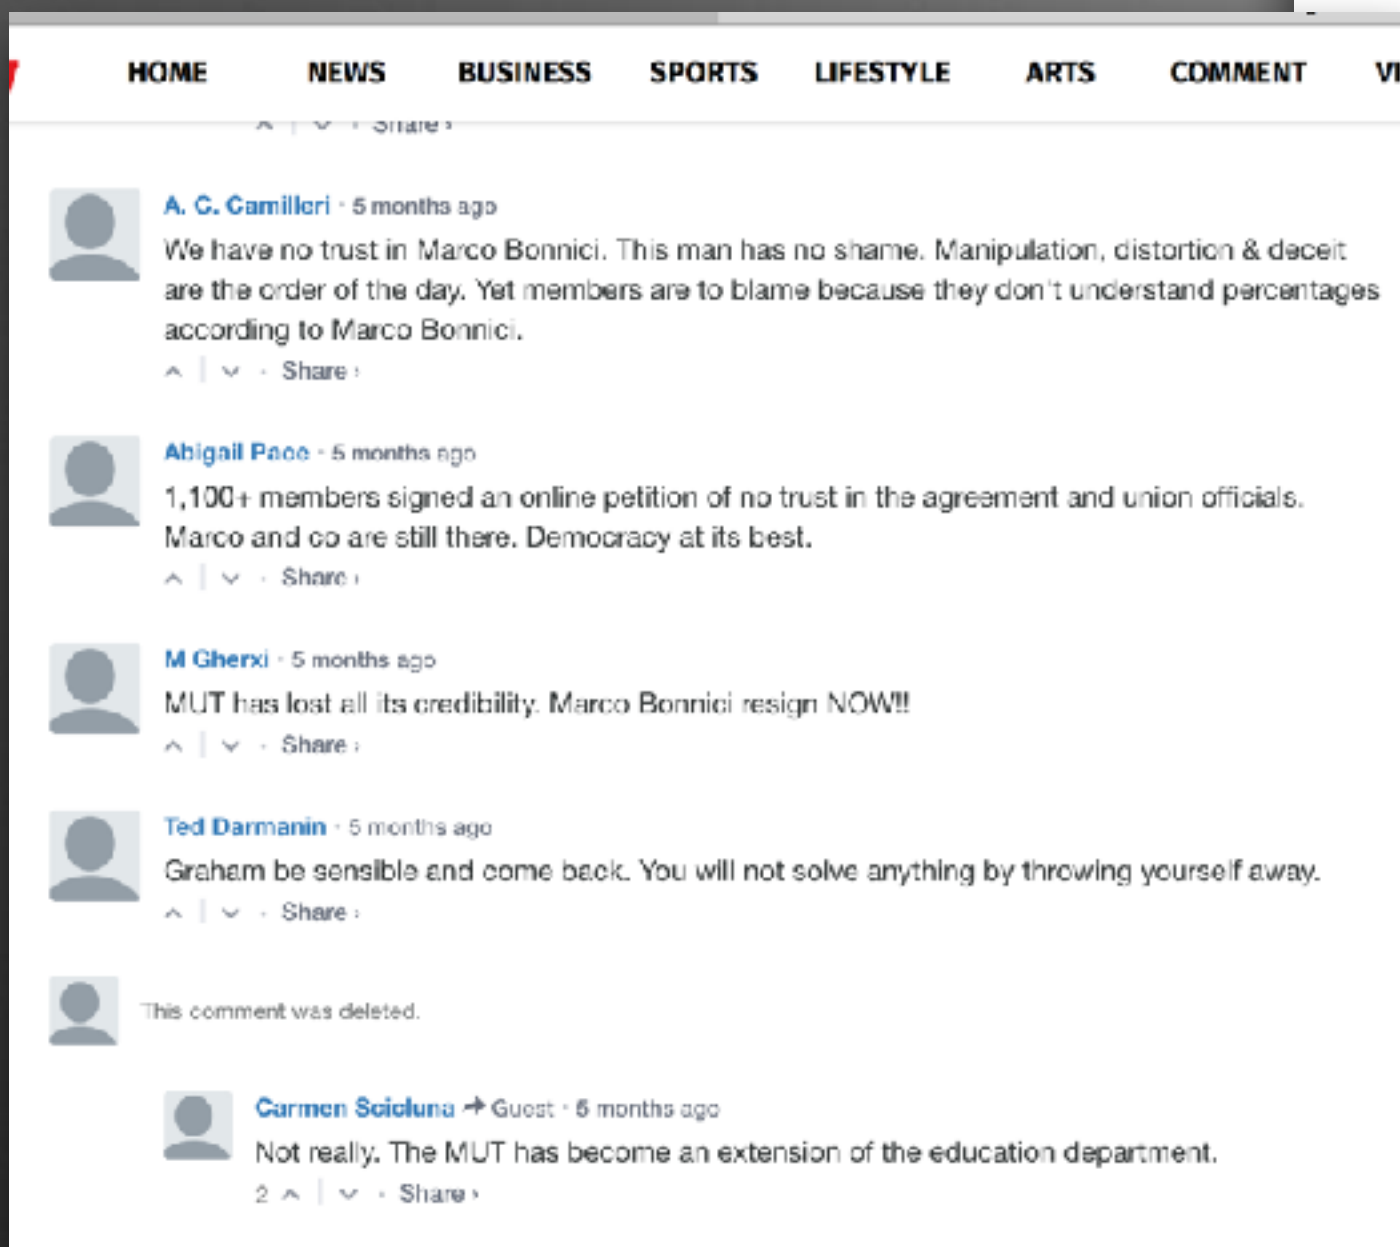 HOME NEWS BUSINESS SPORTS LIFESTYLE ARTS COMMENT
Share ›
A. C. Camilleri · 5 months ago
We have no trust in Marco Bonnici. This man has no shame. Manipulation, distortion & deceit
are the order of the day. Yet members are to blame because they don't understand percentages
according to Marco Bonnici.
Share ›
Abigail Pace · 5 months ago
1,100+ members signed an online petition of no trust in the agreement and union officials.
Marco and co are still there. Democracy at its best.
Share ›
M Gherxi · 5 months ago
MUT has lost all its credibility. Marco Bonnici resign NOW!!
Share ›
Ted Darmanin · 5 months ago
Graham be sensible and come back. You will not solve anything by throwing yourself away.
Share ›
This comment was deleted.
Carmen Scicluna Guest · 5 months ago
Not really. The MUT has become an extension of the education department.
2 Share ›